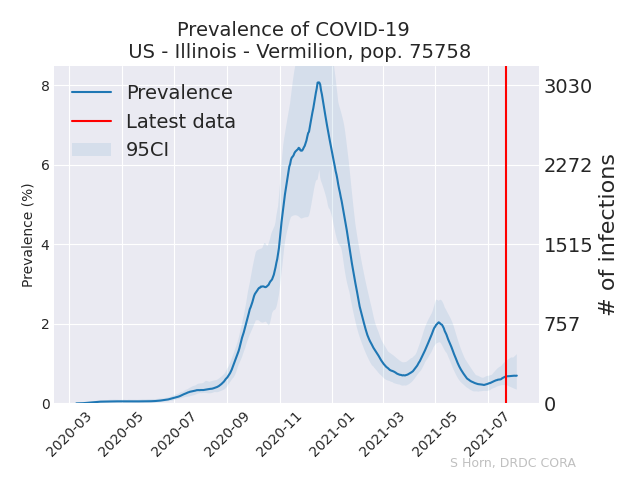 Prevalence of COVID-19
US - Illinois - Vermilion, pop. 75758
Prevalence
Latest data
95CI
Prevalence (%)
8
6
4
2
0
3030
2272
1515
757
0
# of infections
2020-03
2020-05
2020-07
2020-09
2020-11
2021-01
2021-03
2021-05
2021-07
S Horn, DRDC CORA